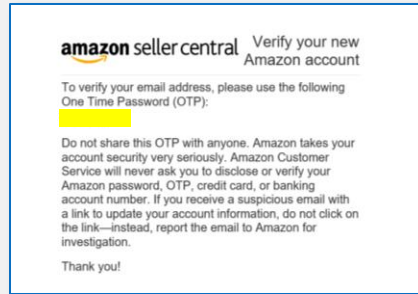 amazon seller central Verify your new
Amazon account
To verify your email address, please use the following
One Time Password (OTP):
Do not share this OTP with anyone. Amazon takes your
account security very seriously. Amazon Customer
Service will never ask you to disclose or verify your
Amazon password, OTP, credit card, or banking
account number. If you receive a suspicious email with
a link to update your account information, do not click on
the link—instead, report the email to Amazon for
investigation.
Thank you!